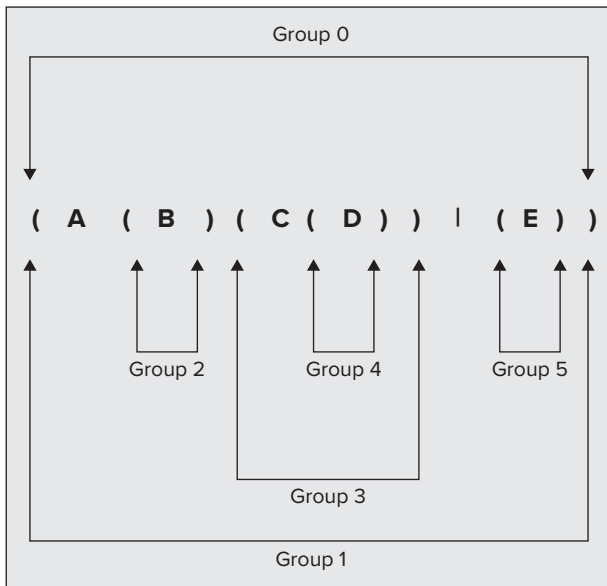 Group 0
( A ( B ) ( C ( D ) ) | ( E ) )
Group 2 Group 4 Group 5
Group 3
Group 1